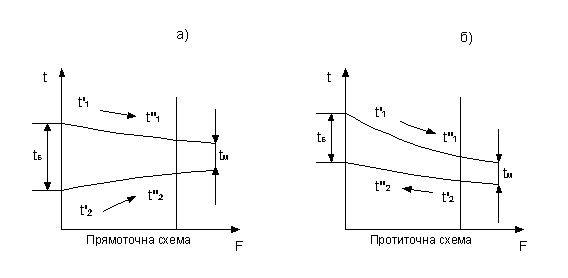 а)
t
t'₁
t"₁
tБ
tм
t'₂
t"₂
Прямоточна схема
F
б)
t
t'₁
t"₁
tБ
tм
t"₂
t'₂
Протиточна схема
F